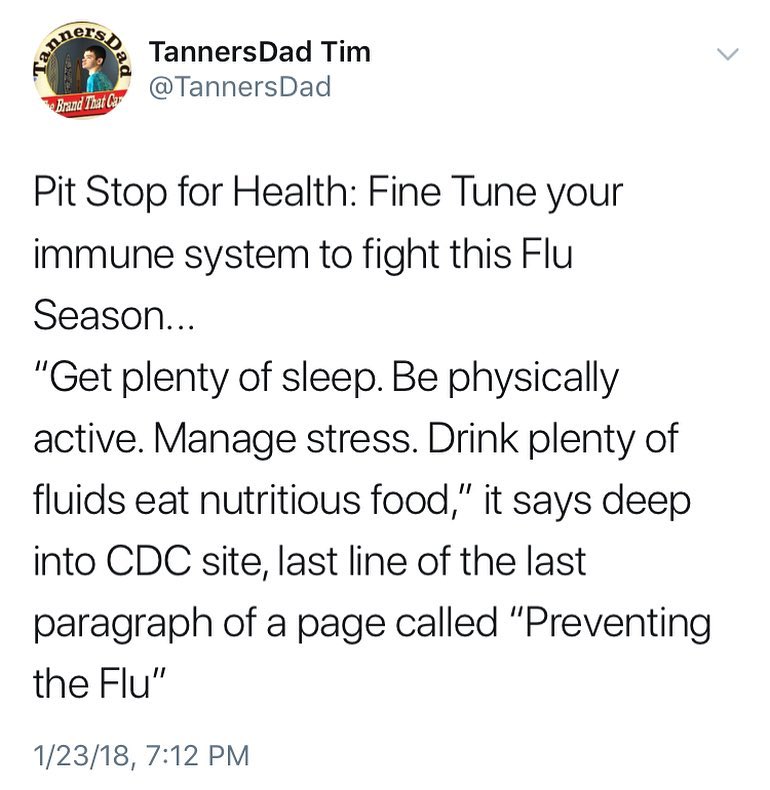 TannersDad
The Brand That Car
TannersDad Tim
@TannersDad
Pit Stop for Health: Fine Tune your
immune system to fight this Flu
Season...
"Get plenty of sleep. Be physically
active. Manage stress. Drink plenty of
fluids eat nutritious food," it says deep
into CDC site, last line of the last
paragraph of a page called "Preventing
the Flu"
1/23/18, 7:12 PM